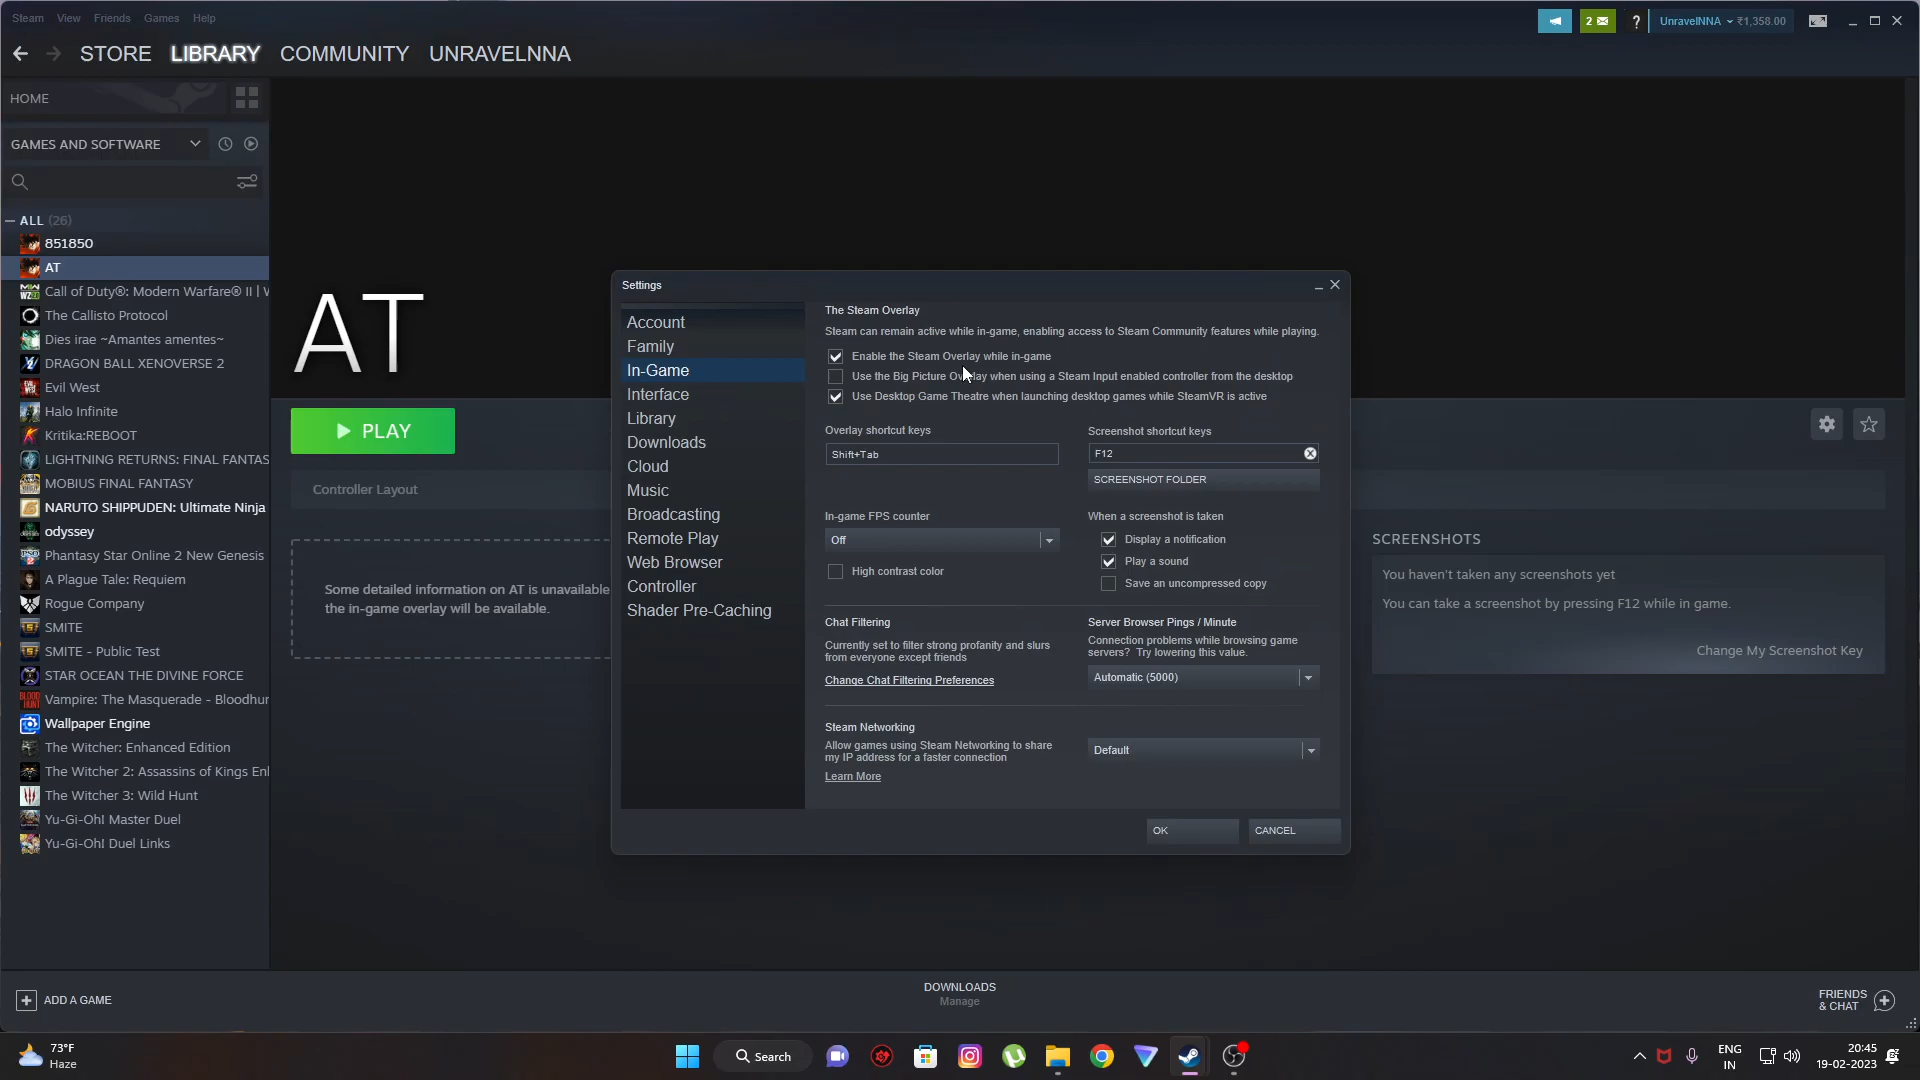 Steam View Friends Games Help
2
?
UnravelNNA ₹1,358.00
STORE LIBRARY COMMUNITY UNRAVELNNA
HOME
GAMES AND SOFTWARE
ALL (26)
851850
AT
Call of Duty®: Modern Warfare® II |
The Callisto Protocol
Dies irae ~Amantes amentes~
DRAGON BALL XENOVERSE 2
Evil West
Halo Infinite
Kritika:REBOOT
LIGHTNING RETURNS: FINAL FANTAS
MOBIUS FINAL FANTASY
NARUTO SHIPPUDEN: Ultimate Ninja
odyssey
Phantasy Star Online 2 New Genesis
A Plague Tale: Requiem
Rogue Company
SMITE
SMITE - Public Test
STAR OCEAN THE DIVINE FORCE
Vampire: The Masquerade - Bloodhur
Wallpaper Engine
The Witcher: Enhanced Edition
The Witcher 2: Assassins of Kings Enl
The Witcher 3: Wild Hunt
Yu-Gi-Oh! Master Duel
Yu-Gi-Oh! Duel Links
AT
PLAY
Controller Layout
Some detailed information on AT is unavailable
the in-game overlay will be available.
Settings
Account
Family
In-Game
Interface
Library
Downloads
Cloud
Music
Broadcasting
Remote Play
Web Browser
Controller
Shader Pre-Caching
The Steam Overlay
Steam can remain active while in-game, enabling access to Steam Community features while playing.
Enable the Steam Overlay while in-game
Use the Big Picture Overlay when using a Steam Input enabled controller from the desktop
Use Desktop Game Theatre when launching desktop games while SteamVR is active
Overlay shortcut keys
Shift+Tab
Screenshot shortcut keys
F12
SCREENSHOT FOLDER
In-game FPS counter
Off
High contrast color
When a screenshot is taken
Display a notification
Play a sound
Save an uncompressed copy
Chat Filtering
Currently set to filter strong profanity and slurs
from everyone except friends
Change Chat Filtering Preferences
Server Browser Pings / Minute
Connection problems while browsing game
servers? Try lowering this value.
Automatic (5000)
Steam Networking
Allow games using Steam Networking to share
my IP address for a faster connection
Learn More
Default
OK
CANCEL
SCREENSHOTS
You haven't taken any screenshots yet
You can take a screenshot by pressing F12 while in game.
Change My Screenshot Key
ADD A GAME
DOWNLOADS
Manage
FRIENDS
& CHAT
73°F
Haze
Search
ENG
IN
20:45
19-02-2023